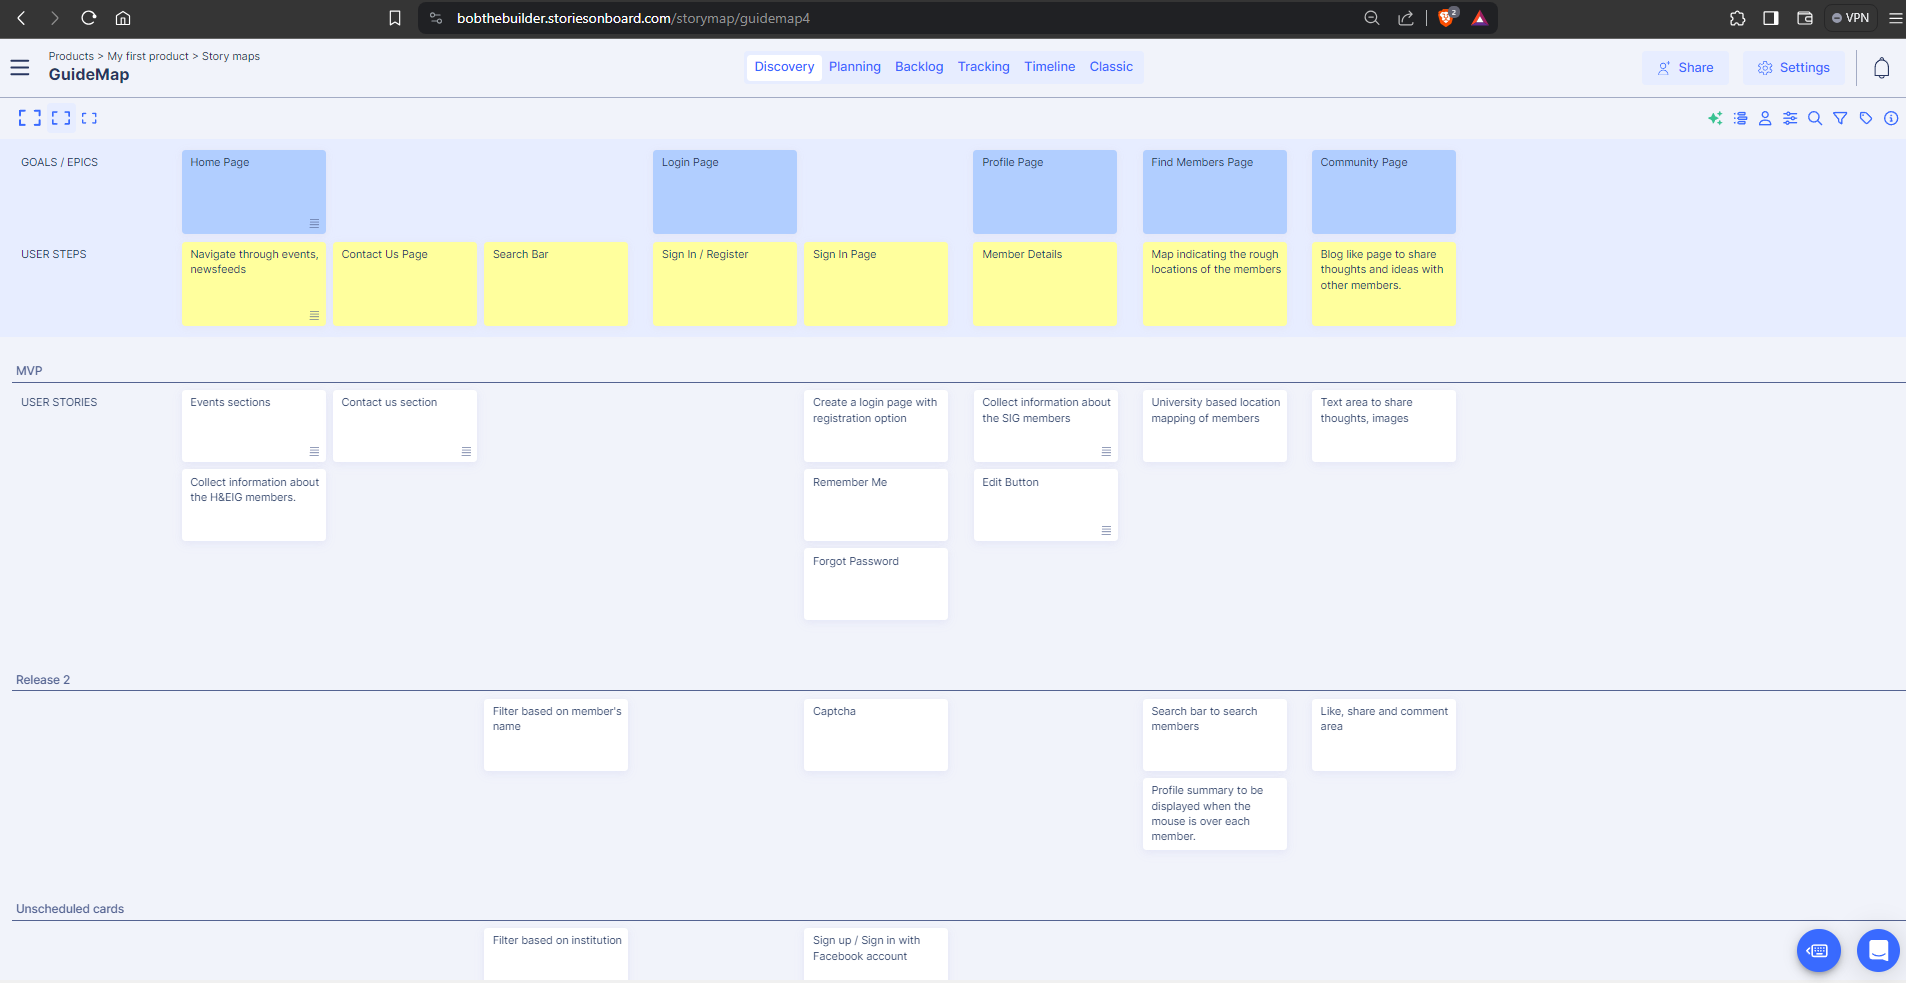 bobthebuilder.storiesonboard.com/storymap/guidemap4
2
VPN
Products > My first product > Story maps
GuideMap
Discovery
Planning
Backlog
Tracking
Timeline
Classic
Share
Settings
GOALS / EPICS
Home Page
Login Page
Profile Page
Find Members Page
Community Page
USER STEPS
Navigate through events,
newsfeeds
Contact Us Page
Search Bar
Sign In / Register
Sign In Page
Member Details
Map indicating the rough
locations of the members
Blog like page to share
thoughts and ideas with
other members.
MVP
USER STORIES
Events sections
Contact us section
Create a login page with
registration option
Collect information about
the SIG members
University based location
mapping of members
Text area to share
thoughts, images
Collect information about
the H&EIG members.
Remember Me
Edit Button
Forgot Password
Release 2
Filter based on member's
name
Captcha
Search bar to search
members
Like, share and comment
area
Profile summary to be
displayed when the
mouse is over each
member.
Unscheduled cards
Filter based on institution
Sign up / Sign in with
Facebook account